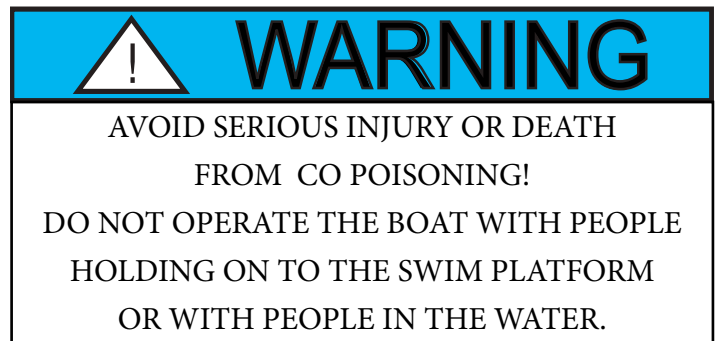 ! WARNING
AVOID SERIOUS INJURY OR DEATH
FROM CO POISONING!
DO NOT OPERATE THE BOAT WITH PEOPLE
HOLDING ON TO THE SWIM PLATFORM
OR WITH PEOPLE IN THE WATER.